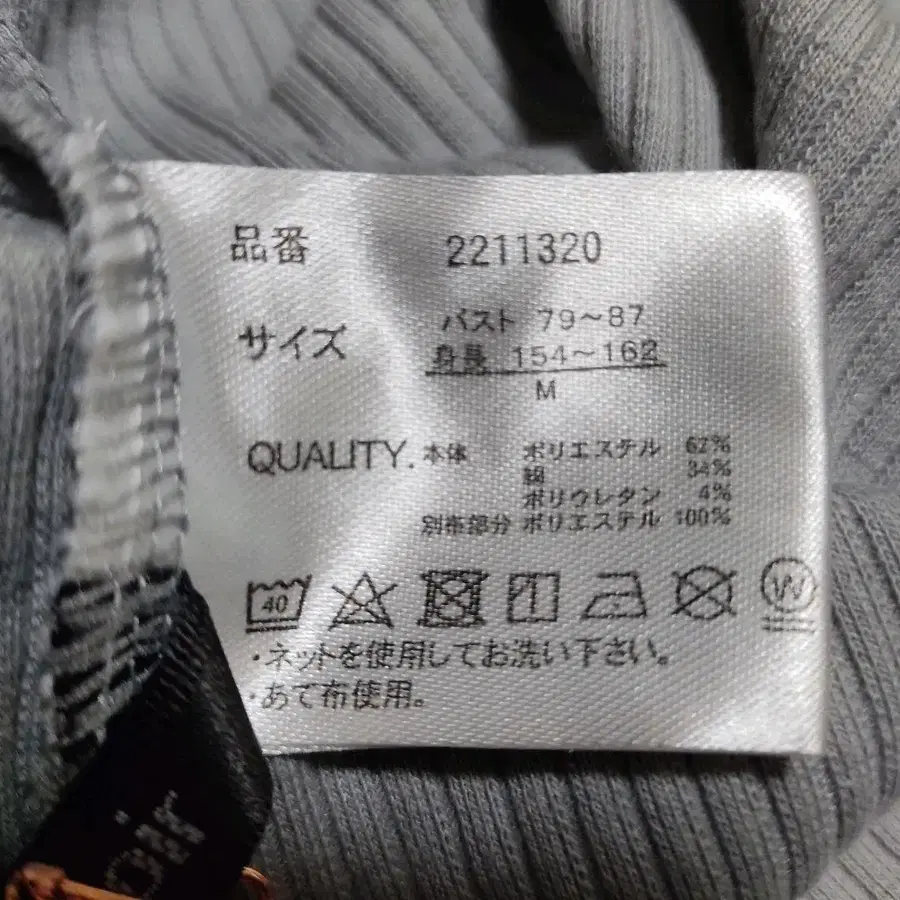 品番 2211320
サイズ バスト 79～87
身長 154～162
M
QUALITY. 本体 ポリエステル 62%
綿 34%
ポリウレタン 4%
別布部分 ポリエステル 100%
40 W
・ネットを使用してお洗い下さい。
・あて布使用。